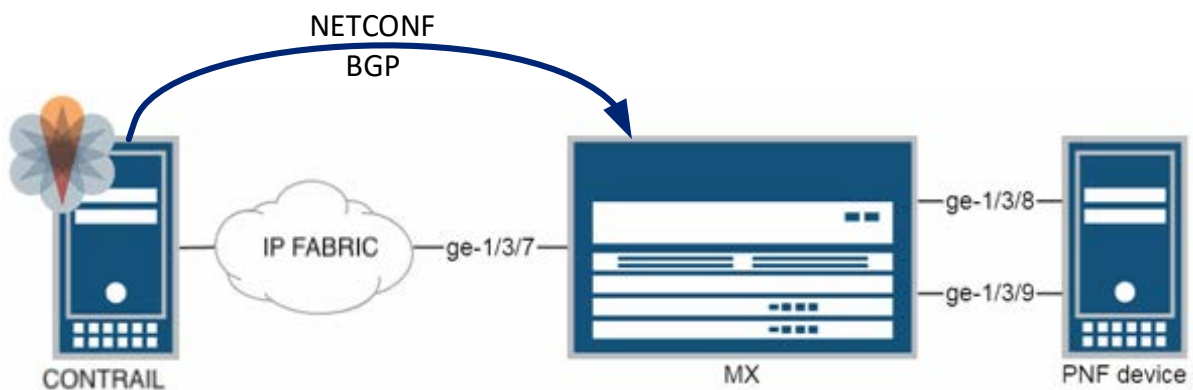 NETCONF
BGP
IP FABRIC
ge-1/3/7
ge-1/3/8
ge-1/3/9
CONTRAIL
MX
PNF device